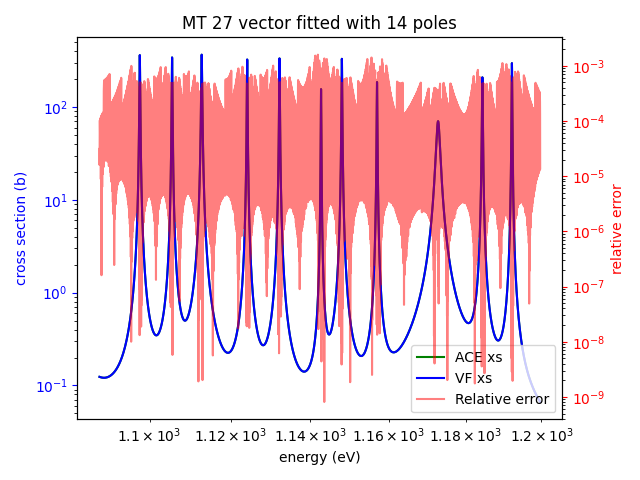 MT 27 vector fitted with 14 poles
cross section (b)
10²
10¹
10⁰
10⁻¹
10⁻³
10⁻⁴
10⁻⁵
10⁻⁶
10⁻⁷
10⁻⁸
10⁻⁹
relative error
ACE xs
VF xs
Relative error
1.1 × 10³ 1.12 × 10³ 1.14 × 10³ 1.16 × 10³ 1.18 × 10³ 1.2 × 10³
energy (eV)